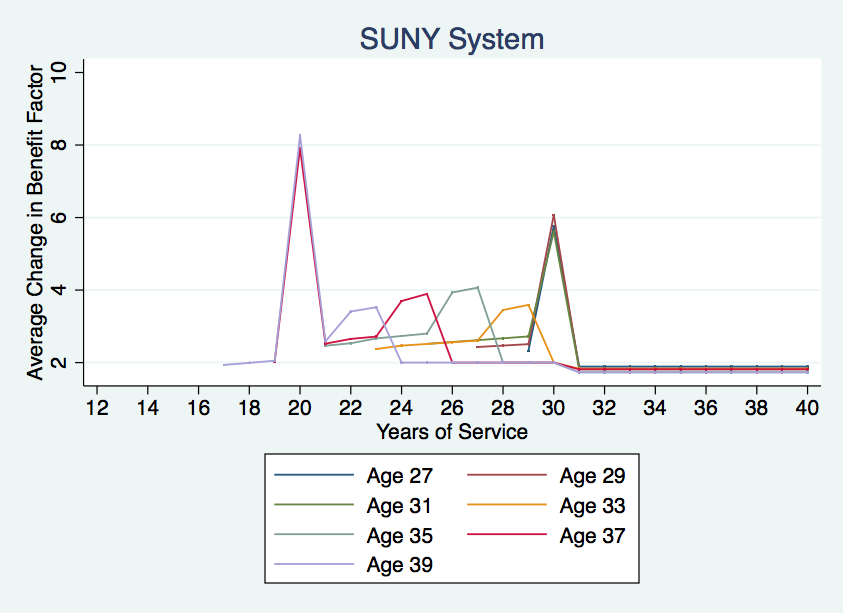 SUNY System
Average Change in Benefit Factor
10
8
6
4
2
12 14 16 18 20 22 24 26 28 30 32 34 36 38 40
Years of Service
Age 27 Age 29
Age 31 Age 33
Age 35 Age 37
Age 39